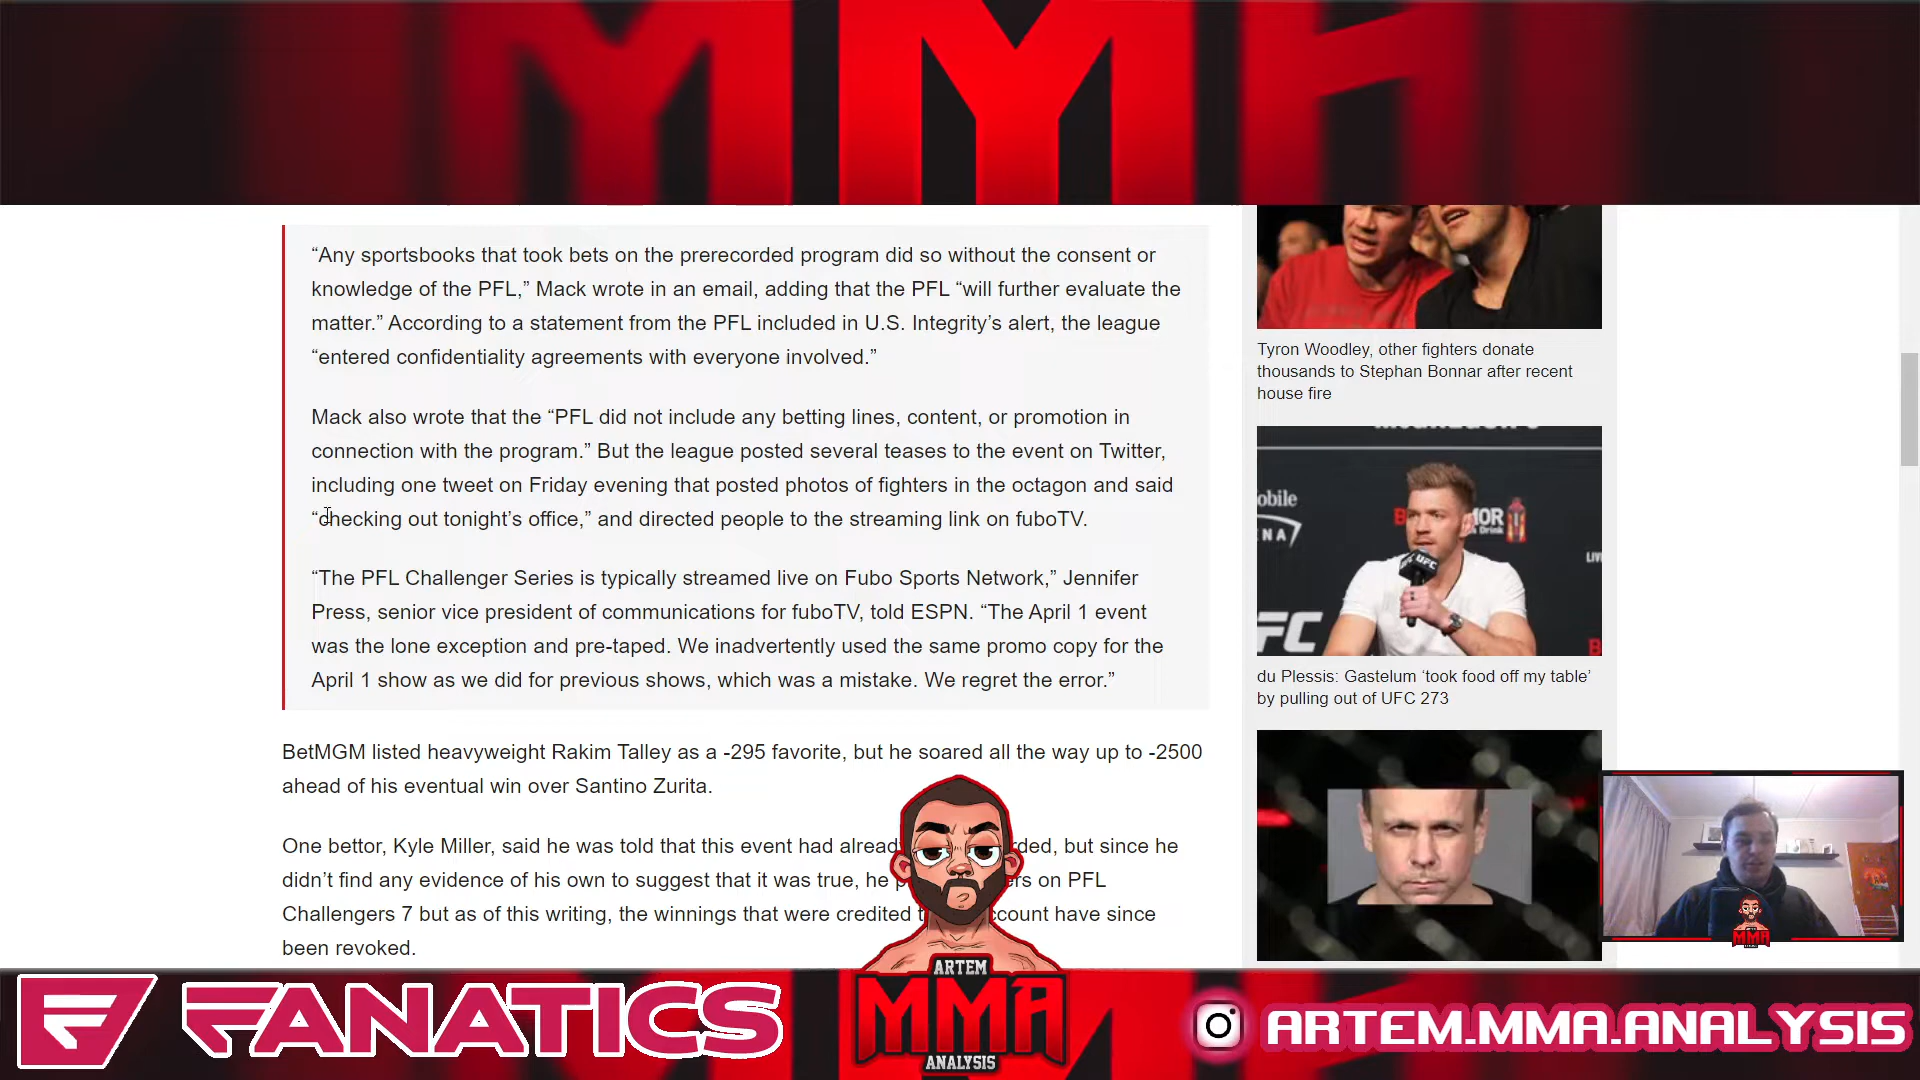 MMA
“Any sportsbooks that took bets on the prerecorded program did so without the consent or
knowledge of the PFL,” Mack wrote in an email, adding that the PFL “will further evaluate the
matter.” According to a statement from the PFL included in U.S. Integrity’s alert, the league
“entered confidentiality agreements with everyone involved.”
Mack also wrote that the “PFL did not include any betting lines, content, or promotion in
connection with the program.” But the league posted several teases to the event on Twitter,
including one tweet on Friday evening that posted photos of fighters in the octagon and said
“checking out tonight’s office,” and directed people to the streaming link on fuboTV.
“The PFL Challenger Series is typically streamed live on Fubo Sports Network,” Jennifer
Press, senior vice president of communications for fuboTV, told ESPN. “The April 1 event
was the lone exception and pre-taped. We inadvertently used the same promo copy for the
April 1 show as we did for previous shows, which was a mistake. We regret the error.”
BetMGM listed heavyweight Rakim Talley as a -295 favorite, but he soared all the way up to -2500
ahead of his eventual win over Santino Zurita.
One bettor, Kyle Miller, said he was told that this event had alread rded, but since he
didn’t find any evidence of his own to suggest that it was true, he p ers on PFL
Challengers 7 but as of this writing, the winnings that were credited t count have since
been revoked.
Tyron Woodley, other fighters donate
thousands to Stephan Bonnar after recent
house fire
obile
ENA
OR
UFC
UFC
du Plessis: Gastelum ‘took food off my table’
by pulling out of UFC 273
MMA
FANATICS
ARTEM
MMA
ANALYSIS
ARTEM.MMA.ANALYSIS